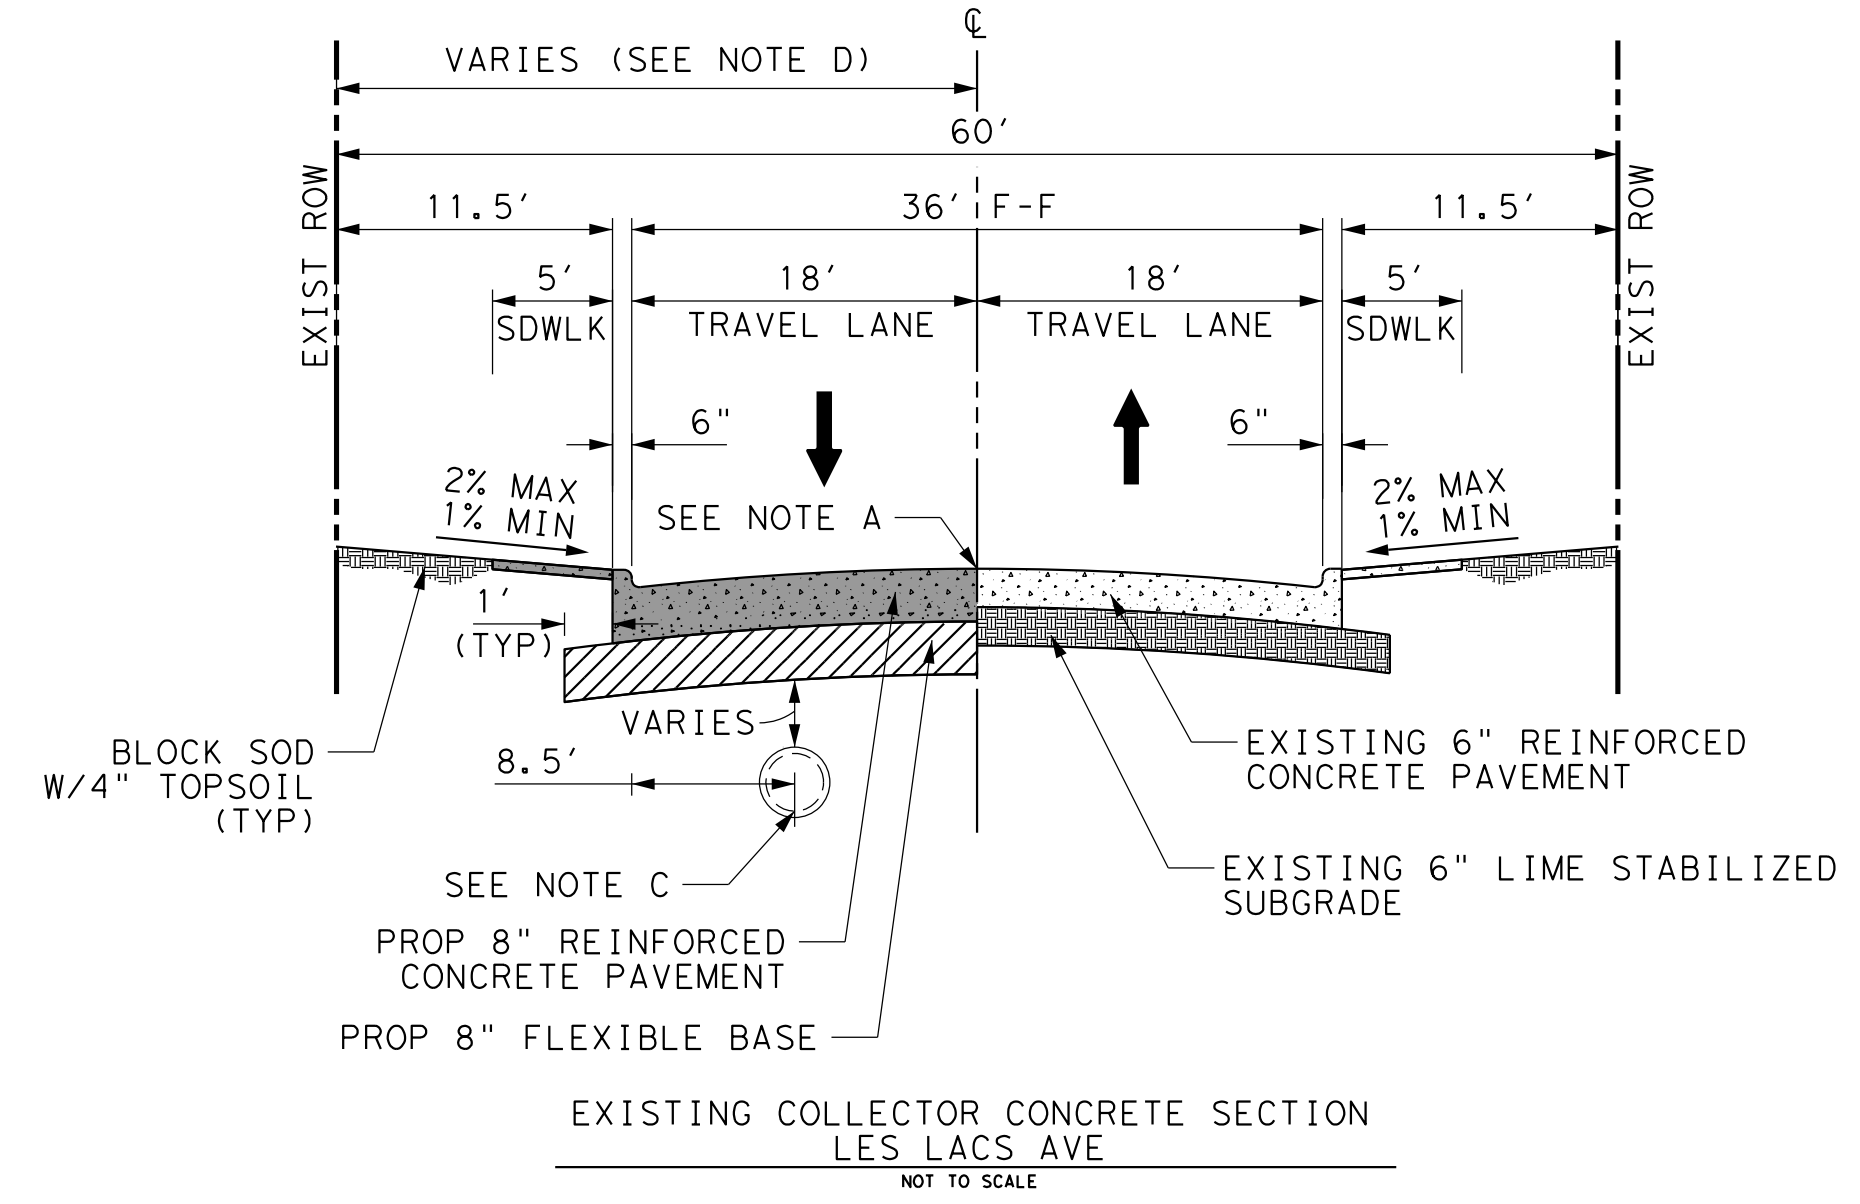 ℄
VARIES (SEE NOTE D)
60'
EXIST ROW
11.5'
36' F-F
11.5'
EXIST ROW
5'
18'
18'
5'
SDWLK
TRAVEL LANE
TRAVEL LANE
SDWLK
6"
6"
2% MAX
1% MIN
SEE NOTE A
2% MAX
1% MIN
1'
(TYP)
VARIES
8.5'
BLOCK SOD
W/4" TOPSOIL
(TYP)
EXISTING 6" REINFORCED
CONCRETE PAVEMENT
SEE NOTE C
EXISTING 6" LIME STABILIZED
SUBGRADE
PROP 8" REINFORCED
CONCRETE PAVEMENT
PROP 8" FLEXIBLE BASE
EXISTING COLLECTOR CONCRETE SECTION
LES LACS AVE
NOT TO SCALE